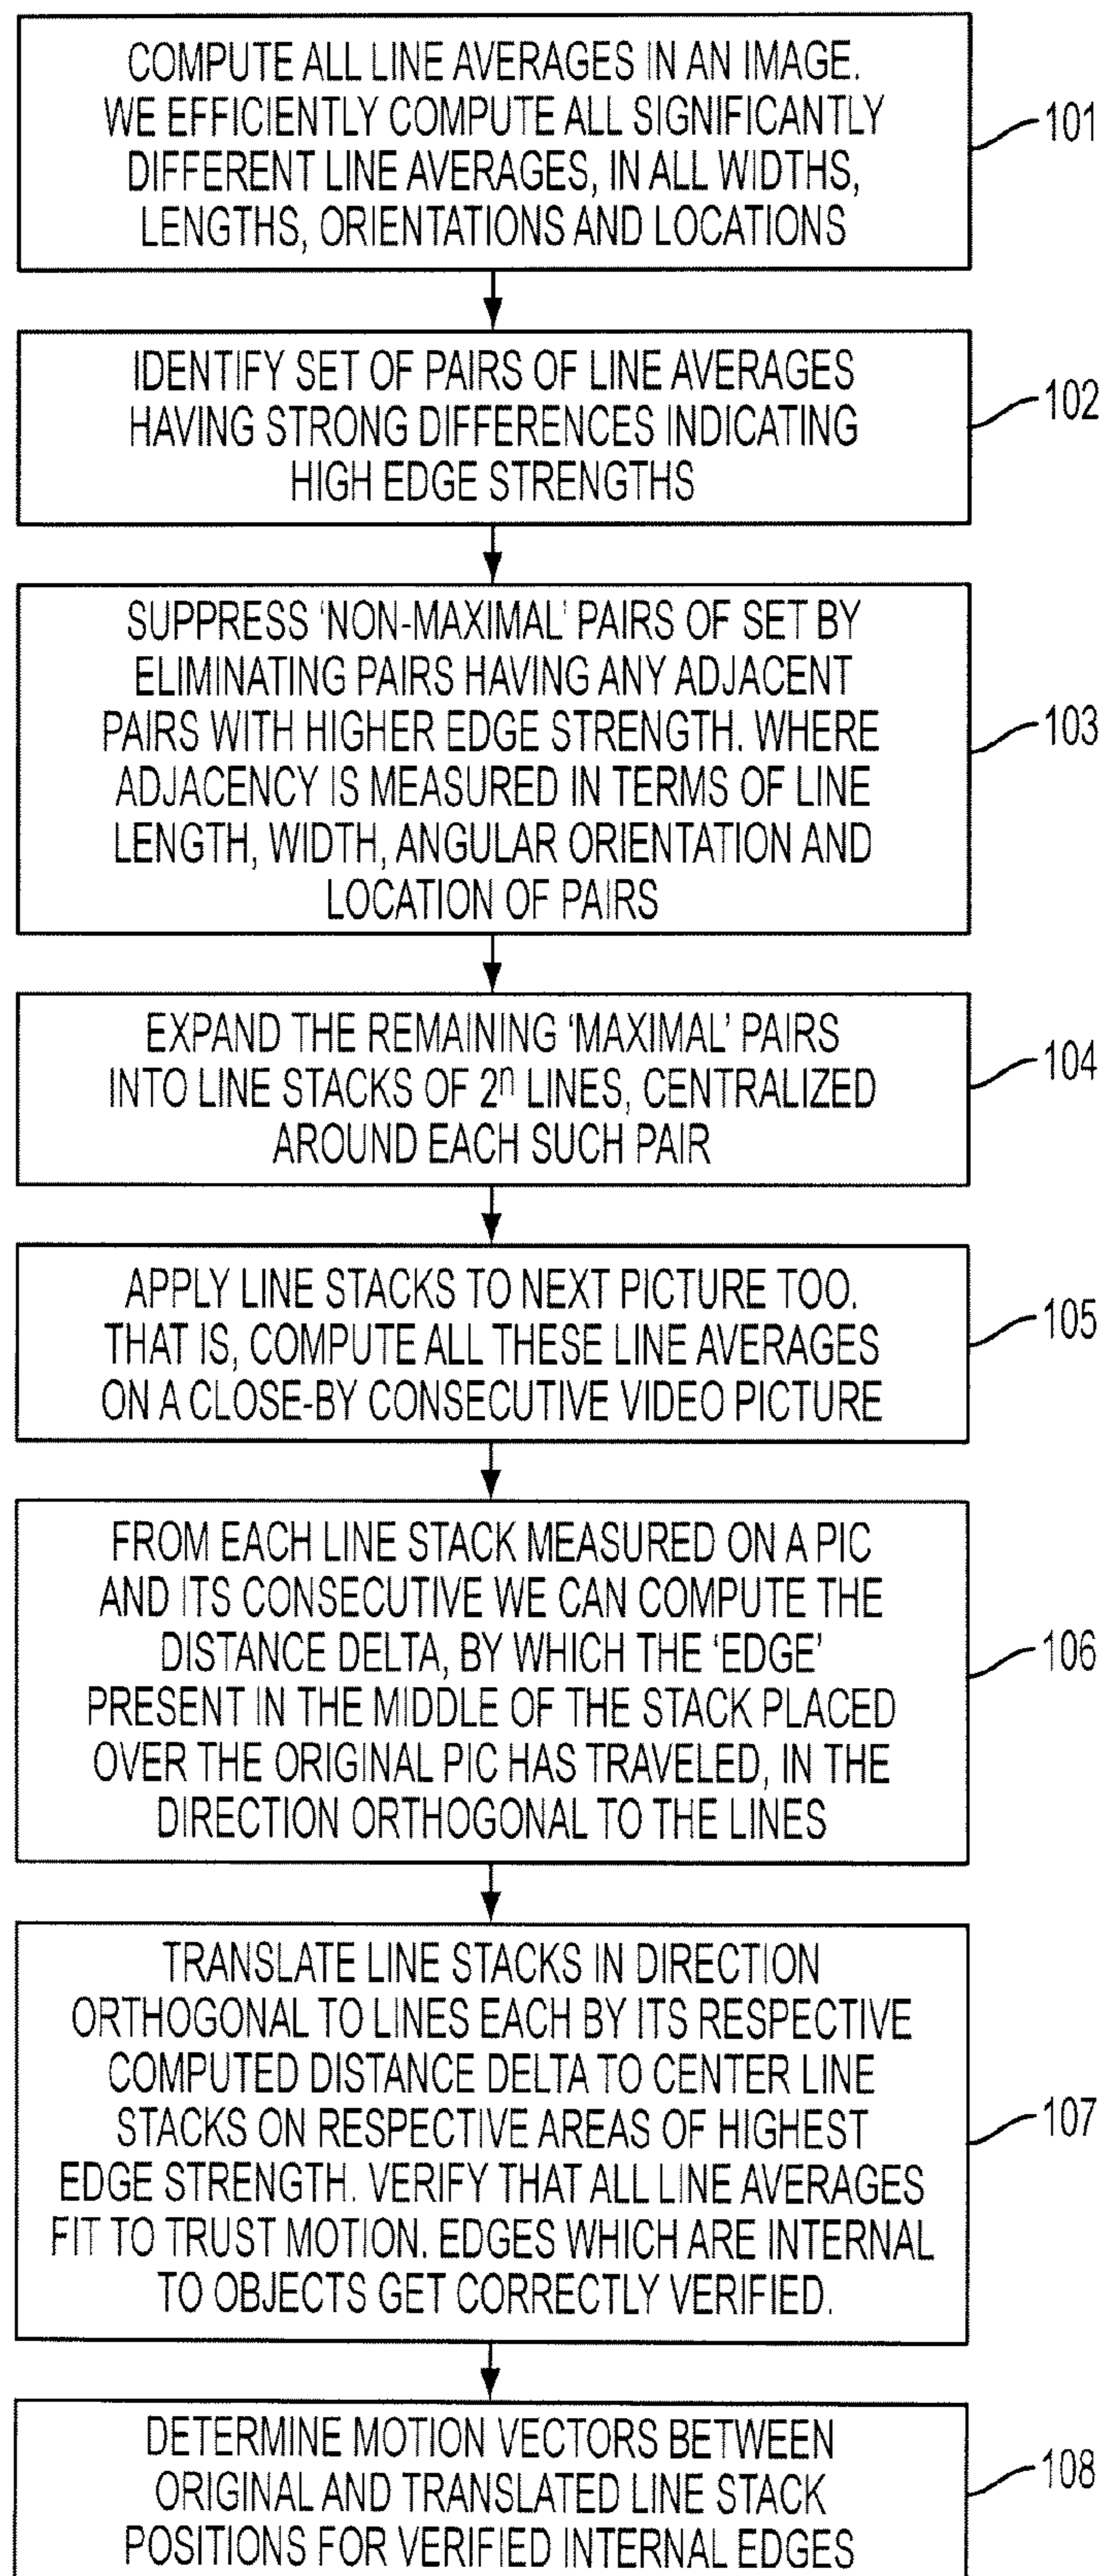 COMPUTE ALL LINE AVERAGES IN AN IMAGE.
WE EFFICIENTLY COMPUTE ALL SIGNIFICANTLY
DIFFERENT LINE AVERAGES, IN ALL WIDTHS,
LENGTHS, ORIENTATIONS AND LOCATIONS
101
IDENTIFY SET OF PAIRS OF LINE AVERAGES
HAVING STRONG DIFFERENCES INDICATING
HIGH EDGE STRENGTHS
102
SUPPRESS 'NON-MAXIMAL' PAIRS OF SET BY
ELIMINATING PAIRS HAVING ANY ADJACENT
PAIRS WITH HIGHER EDGE STRENGTH. WHERE
ADJACENCY IS MEASURED IN TERMS OF LINE
LENGTH, WIDTH, ANGULAR ORIENTATION AND
LOCATION OF PAIRS
103
EXPAND THE REMAINING 'MAXIMAL' PAIRS
INTO LINE STACKS OF 2ⁿ LINES, CENTRALIZED
AROUND EACH SUCH PAIR
104
APPLY LINE STACKS TO NEXT PICTURE TOO.
THAT IS, COMPUTE ALL THESE LINE AVERAGES
ON A CLOSE-BY CONSECUTIVE VIDEO PICTURE
105
FROM EACH LINE STACK MEASURED ON A PIC
AND ITS CONSECUTIVE WE CAN COMPUTE THE
DISTANCE DELTA, BY WHICH THE 'EDGE'
PRESENT IN THE MIDDLE OF THE STACK PLACED
OVER THE ORIGINAL PIC HAS TRAVELED, IN THE
DIRECTION ORTHOGONAL TO THE LINES
106
TRANSLATE LINE STACKS IN DIRECTION
ORTHOGONAL TO LINES EACH BY ITS RESPECTIVE
COMPUTED DISTANCE DELTA TO CENTER LINE
STACKS ON RESPECTIVE AREAS OF HIGHEST
EDGE STRENGTH. VERIFY THAT ALL LINE AVERAGES
FIT TO TRUST MOTION. EDGES WHICH ARE INTERNAL
TO OBJECTS GET CORRECTLY VERIFIED.
107
DETERMINE MOTION VECTORS BETWEEN
ORIGINAL AND TRANSLATED LINE STACK
POSITIONS FOR VERIFIED INTERNAL EDGES
108